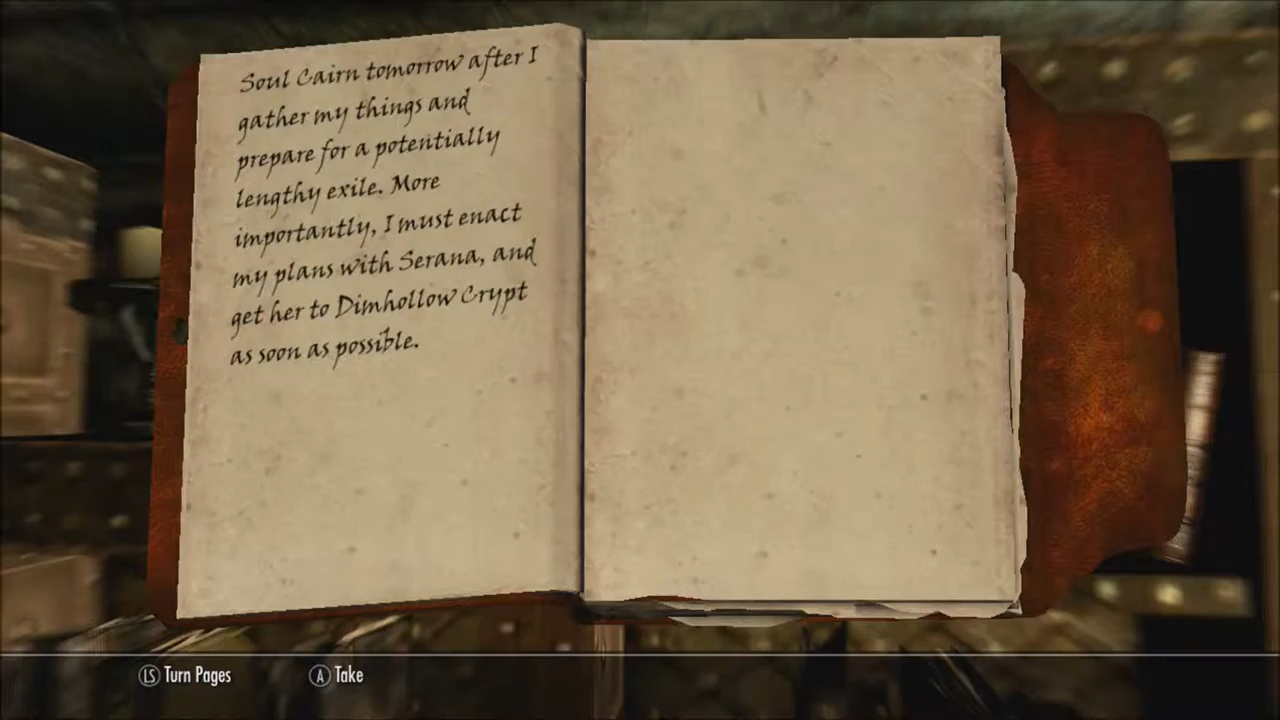 Soul Cairn tomorrow after I
gather my things and
prepare for a potentially
lengthy exile. More
importantly, I must enact
my plans with Serana, and
get her to Dimhollow Crypt
as soon as possible.
LS Turn Pages
A Take